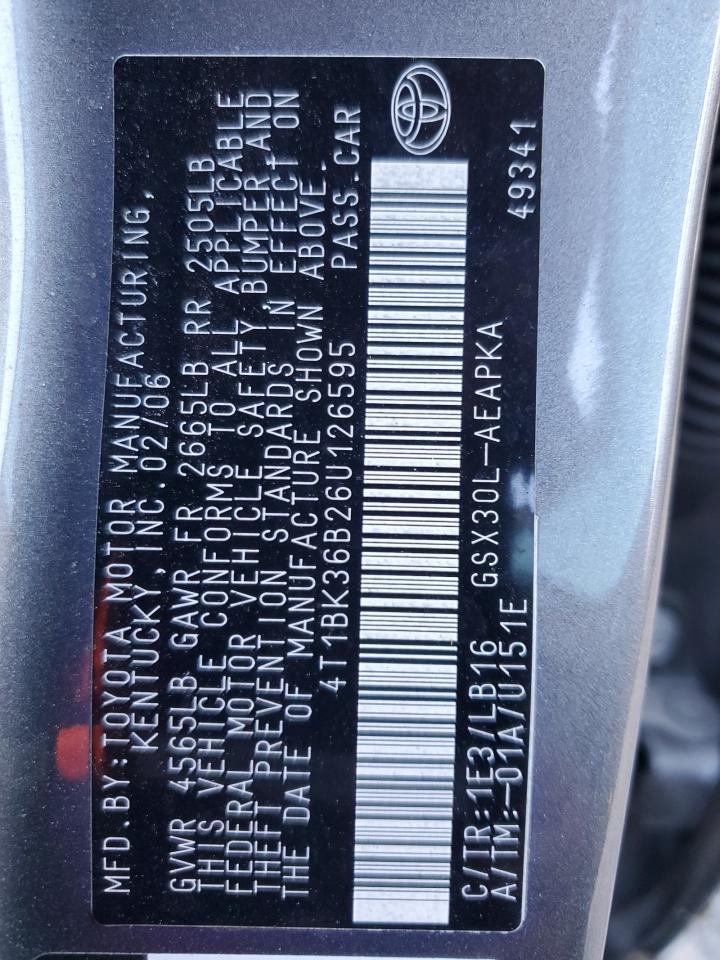 MFD.BY:TOYOTA MOTOR MANUFACTURING,
KENTUCKY,INC.02/06
GVWR 4565LB GAWR FR 2665LB RR 2505LB
THIS VEHICLE CONFORMS TO ALL APPLICABLE
FEDERAL MOTOR VEHICLE SAFETY,BUMPER,AND
THEFT PREVENTION STANDARDS IN EFFECT ON
THE DATE OF MANUFACTURE SHOWN ABOVE.
4T1BK36B26U126595 PASS.CAR
C/TR:1E3/LB16 GSX30L-AEAPKA 49341
A/TM:-01A/U151E